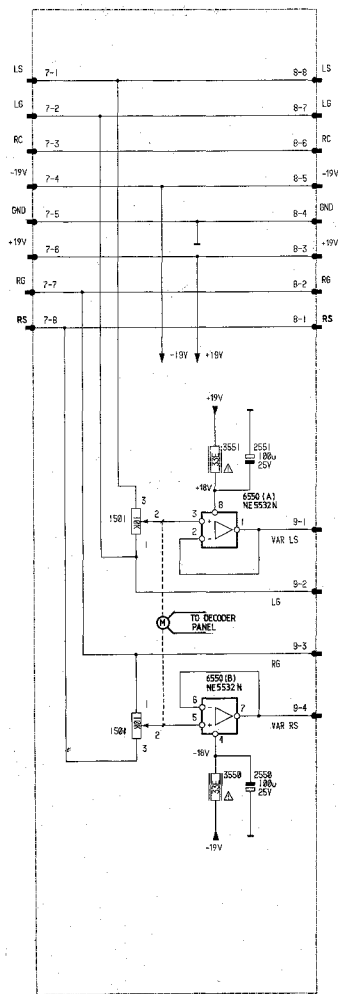 LS 7-1 8-8 LS
LG 7-2 8-7 LG
RC 7-3 8-6 RC
-19V 7-4 8-5 -19V
GND 7-5 8-4 GND
+19V 7-6 8-3 +19V
RG 7-7 8-2 RG
RS 7-8 8-1 RS
-19V +19V
+19V
3551
33E
2551
100u
25V
+18V
6550 (A)
NE5532N
8
3
1501
10K
2
3
+
1
9-1
2
-
VAR LS
1
9-2
LG
M
TO DECODER
PANEL
9-3
RG
6550(B)
NE5532N
1
6
-
7
9-4
10K
5
+
VAR RS
2
3
4
-18V
3550
33E
2550
100u
25V
-19V